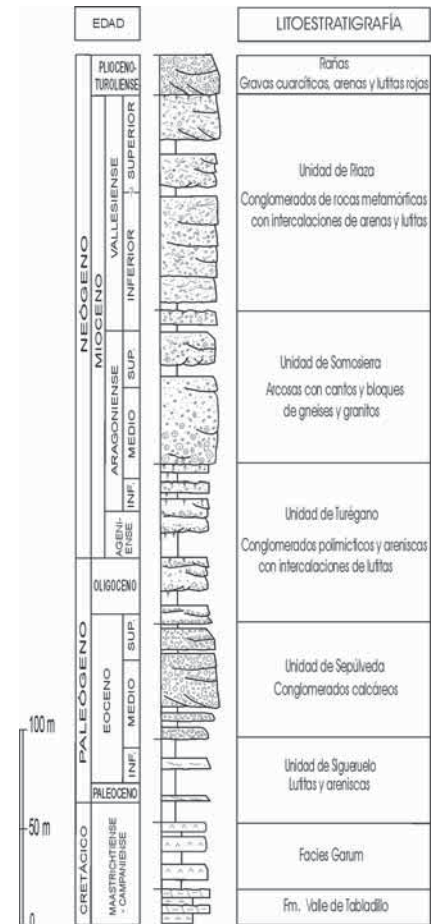 EDAD
LITOESTRATIGRAFÍA
NEÓGENO
PALEÓGENO
CRETÁCICO
PLIOCENO-
TUROLIENSE
MIOCENO
VALLESIENSE
SUPERIOR
?
INFERIOR
ARAGONIENSE
SUP.
MEDIO
INF.
AGENI-
ENSE
OLIGOCENO
EOCENO
SUP.
MEDIO
INF.
PALEOCENO
MAASTRICHTIENSE
- CAMPANIENSE
100 m
50 m
0
Rañas
Gravas cuarcíticas, arenas y lutitas rojas
Unidad de Riaza
Conglomerados de rocas metamórficas
con intercalaciones de arenas y lutitas
Unidad de Somosierra
Arcosas con cantos y bloques
de gneises y granitos
Unidad de Turégano
Conglomerados polimícticos y areniscas
con intercalaciones de lutitas
Unidad de Sepúlveda
Conglomerados calcáreos
Unidad de Sigueruelo
Lutitas y areniscas
Facies Garum
Fm. Valle de Tabladillo